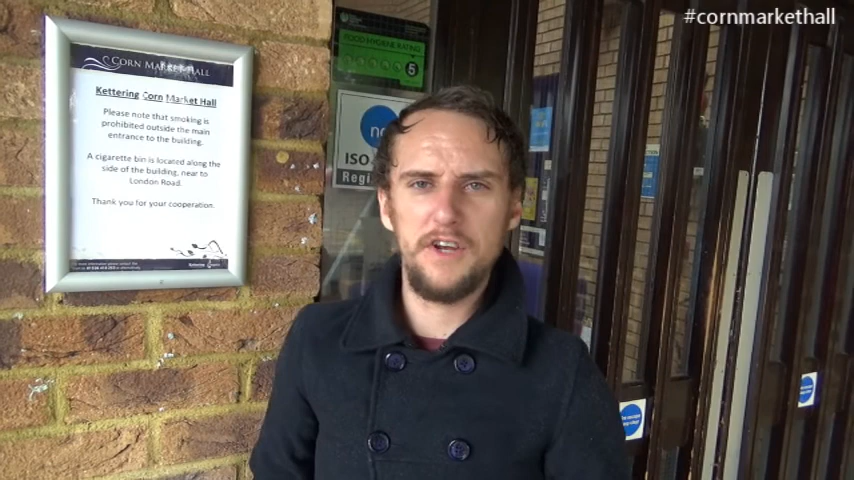 #cornmarkethall
CORN MARKET HALL
Kettering Corn Market Hall
Please note that smoking is
prohibited outside the main
entrance to the building.
A cigarette bin is located along the
side of the building, near to
London Road.
Thank you for your cooperation.
Kettering
FOOD HYGIENE RATING
5
ISO
Regi